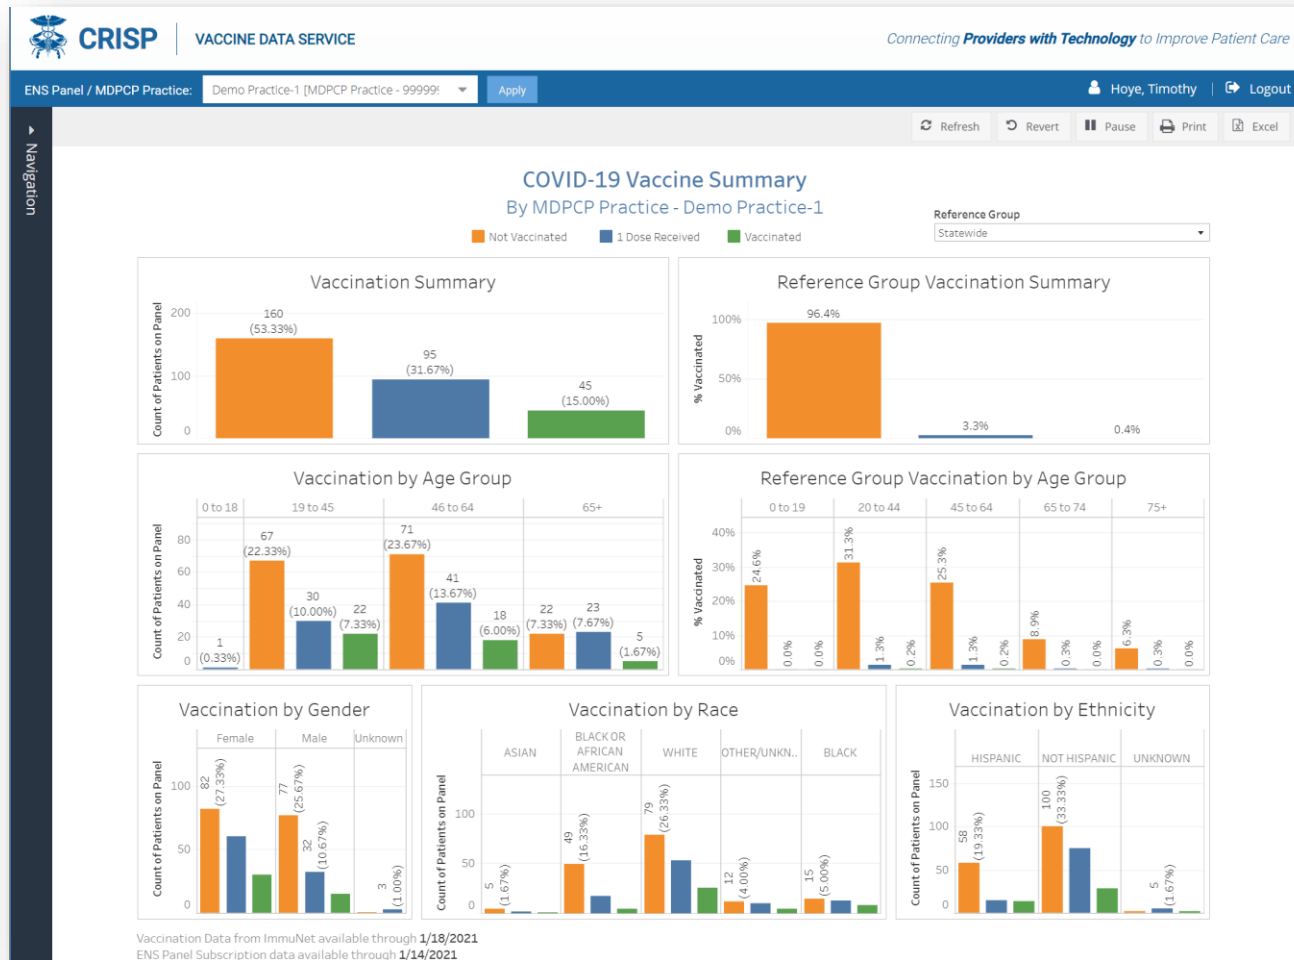 CRISP
VACCINE DATA SERVICE
Connecting Providers with Technology to Improve Patient Care
ENS Panel / MDPCP Practice:
Demo Practice-1 [MDPCP Practice - 99999
Apply
Hoye, Timothy
Logout
Navigation
Refresh
Revert
Pause
Print
Excel
COVID-19 Vaccine Summary
By MDPCP Practice - Demo Practice-1
Not Vaccinated
1 Dose Received
Vaccinated
Reference Group
Statewide
Vaccination Summary
Count of Patients on Panel
200
100
0
160
(53.33%)
95
(31.67%)
45
(15.00%)
Reference Group Vaccination Summary
% Vaccinated
100%
50%
0%
96.4%
3.3%
0.4%
Vaccination by Age Group
0 to 18
19 to 45
46 to 64
65+
Count of Patients on Panel
80
60
40
20
0
1
(0.33%)
67
(22.33%)
30
(10.00%)
22
(7.33%)
71
(23.67%)
41
(13.67%)
18
(6.00%)
22
(7.33%)
23
(7.67%)
5
(1.67%)
Reference Group Vaccination by Age Group
0 to 19
20 to 44
45 to 64
65 to 74
75+
% Vaccinated
40%
30%
20%
10%
0%
24.6%
0.0%
0.0%
31.3%
1.3%
0.2%
25.3%
1.3%
0.2%
8.9%
0.3%
0.0%
6.3%
0.3%
0.0%
Vaccination by Gender
Female
Male
Unknown
Count of Patients on Panel
100
50
0
82
(27.33%)
77
(25.67%)
32
(10.67%)
3
(1.00%)
Vaccination by Race
ASIAN
BLACK OR
AFRICAN
AMERICAN
WHITE
OTHER/UNKN..
BLACK
Count of Patients on Panel
100
50
0
5
(1.67%)
49
(16.33%)
79
(26.33%)
12
(4.00%)
15
(5.00%)
Vaccination by Ethnicity
HISPANIC
NOT HISPANIC
UNKNOWN
Count of Patients on Panel
150
100
50
0
58
(19.33%)
100
(33.33%)
5
(1.67%)
Vaccination Data from ImmuNet available through 1/18/2021
ENS Panel Subscription data available through 1/14/2021